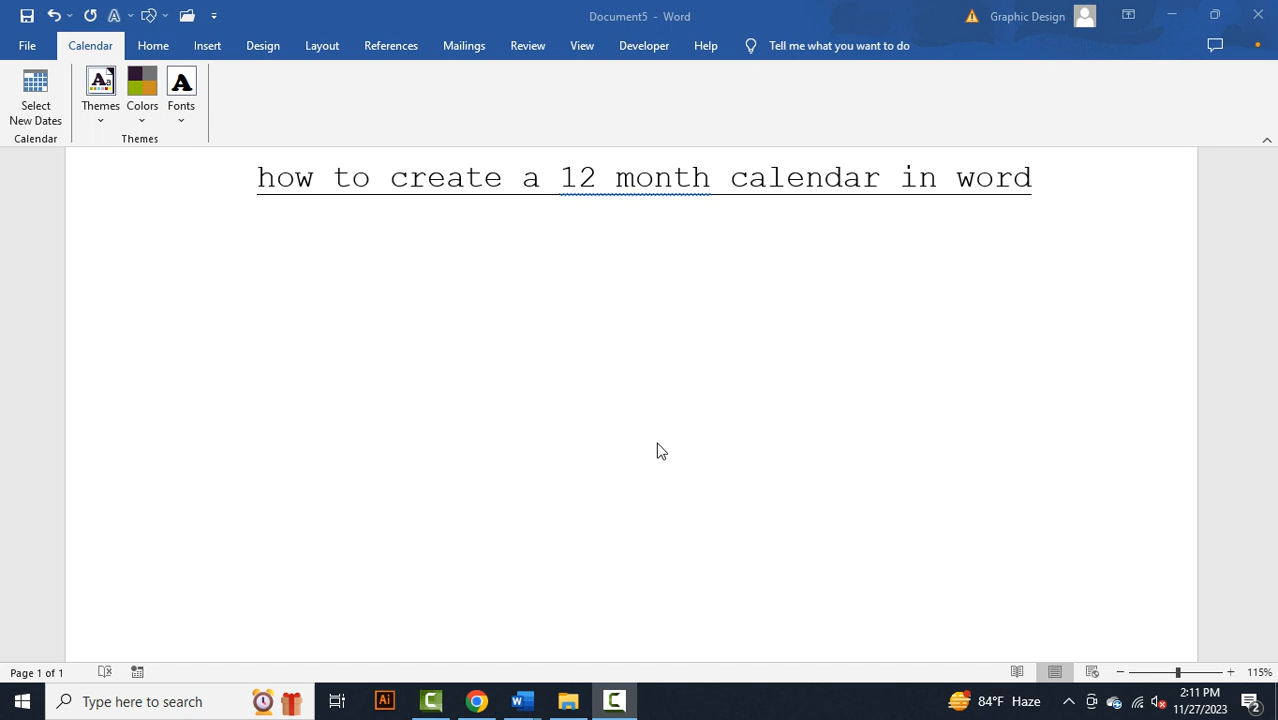 Document5 - Word
Graphic Design
File Calendar Home Insert Design Layout References Mailings Review View Developer Help Tell me what you want to do
Select New Dates
Themes Colors Fonts
Calendar Themes
how to create a 12 month calendar in word
Page 1 of 1
115%
Type here to search
Ai
84°F Haze
2:11 PM
11/27/2023
2